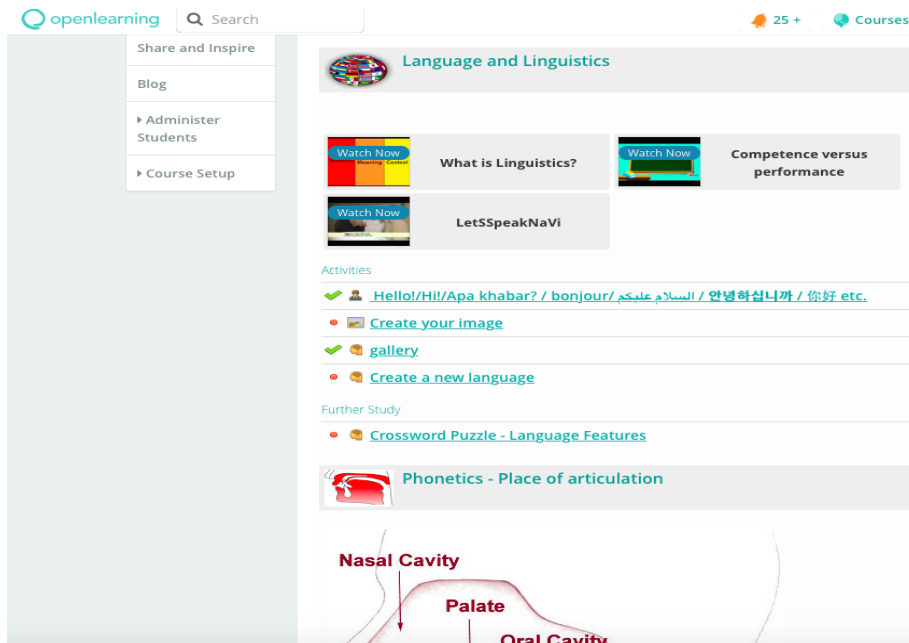 openlearning
Search
25 +
Courses
Share and Inspire
Blog
Administer
Students
Course Setup
Language and Linguistics
Watch Now
Meaning Context
What is Linguistics?
Watch Now
Competence versus
performance
Watch Now
LetSSpeakNaVi
Activities
Hello!/Hi!/Apa khabar? / bonjour/ السلام عليكم / 안녕하십니까 / 你好 etc.
Create your image
gallery
Create a new language
Further Study
Crossword Puzzle - Language Features
Phonetics - Place of articulation
Nasal Cavity
Palate
Oral Cavity